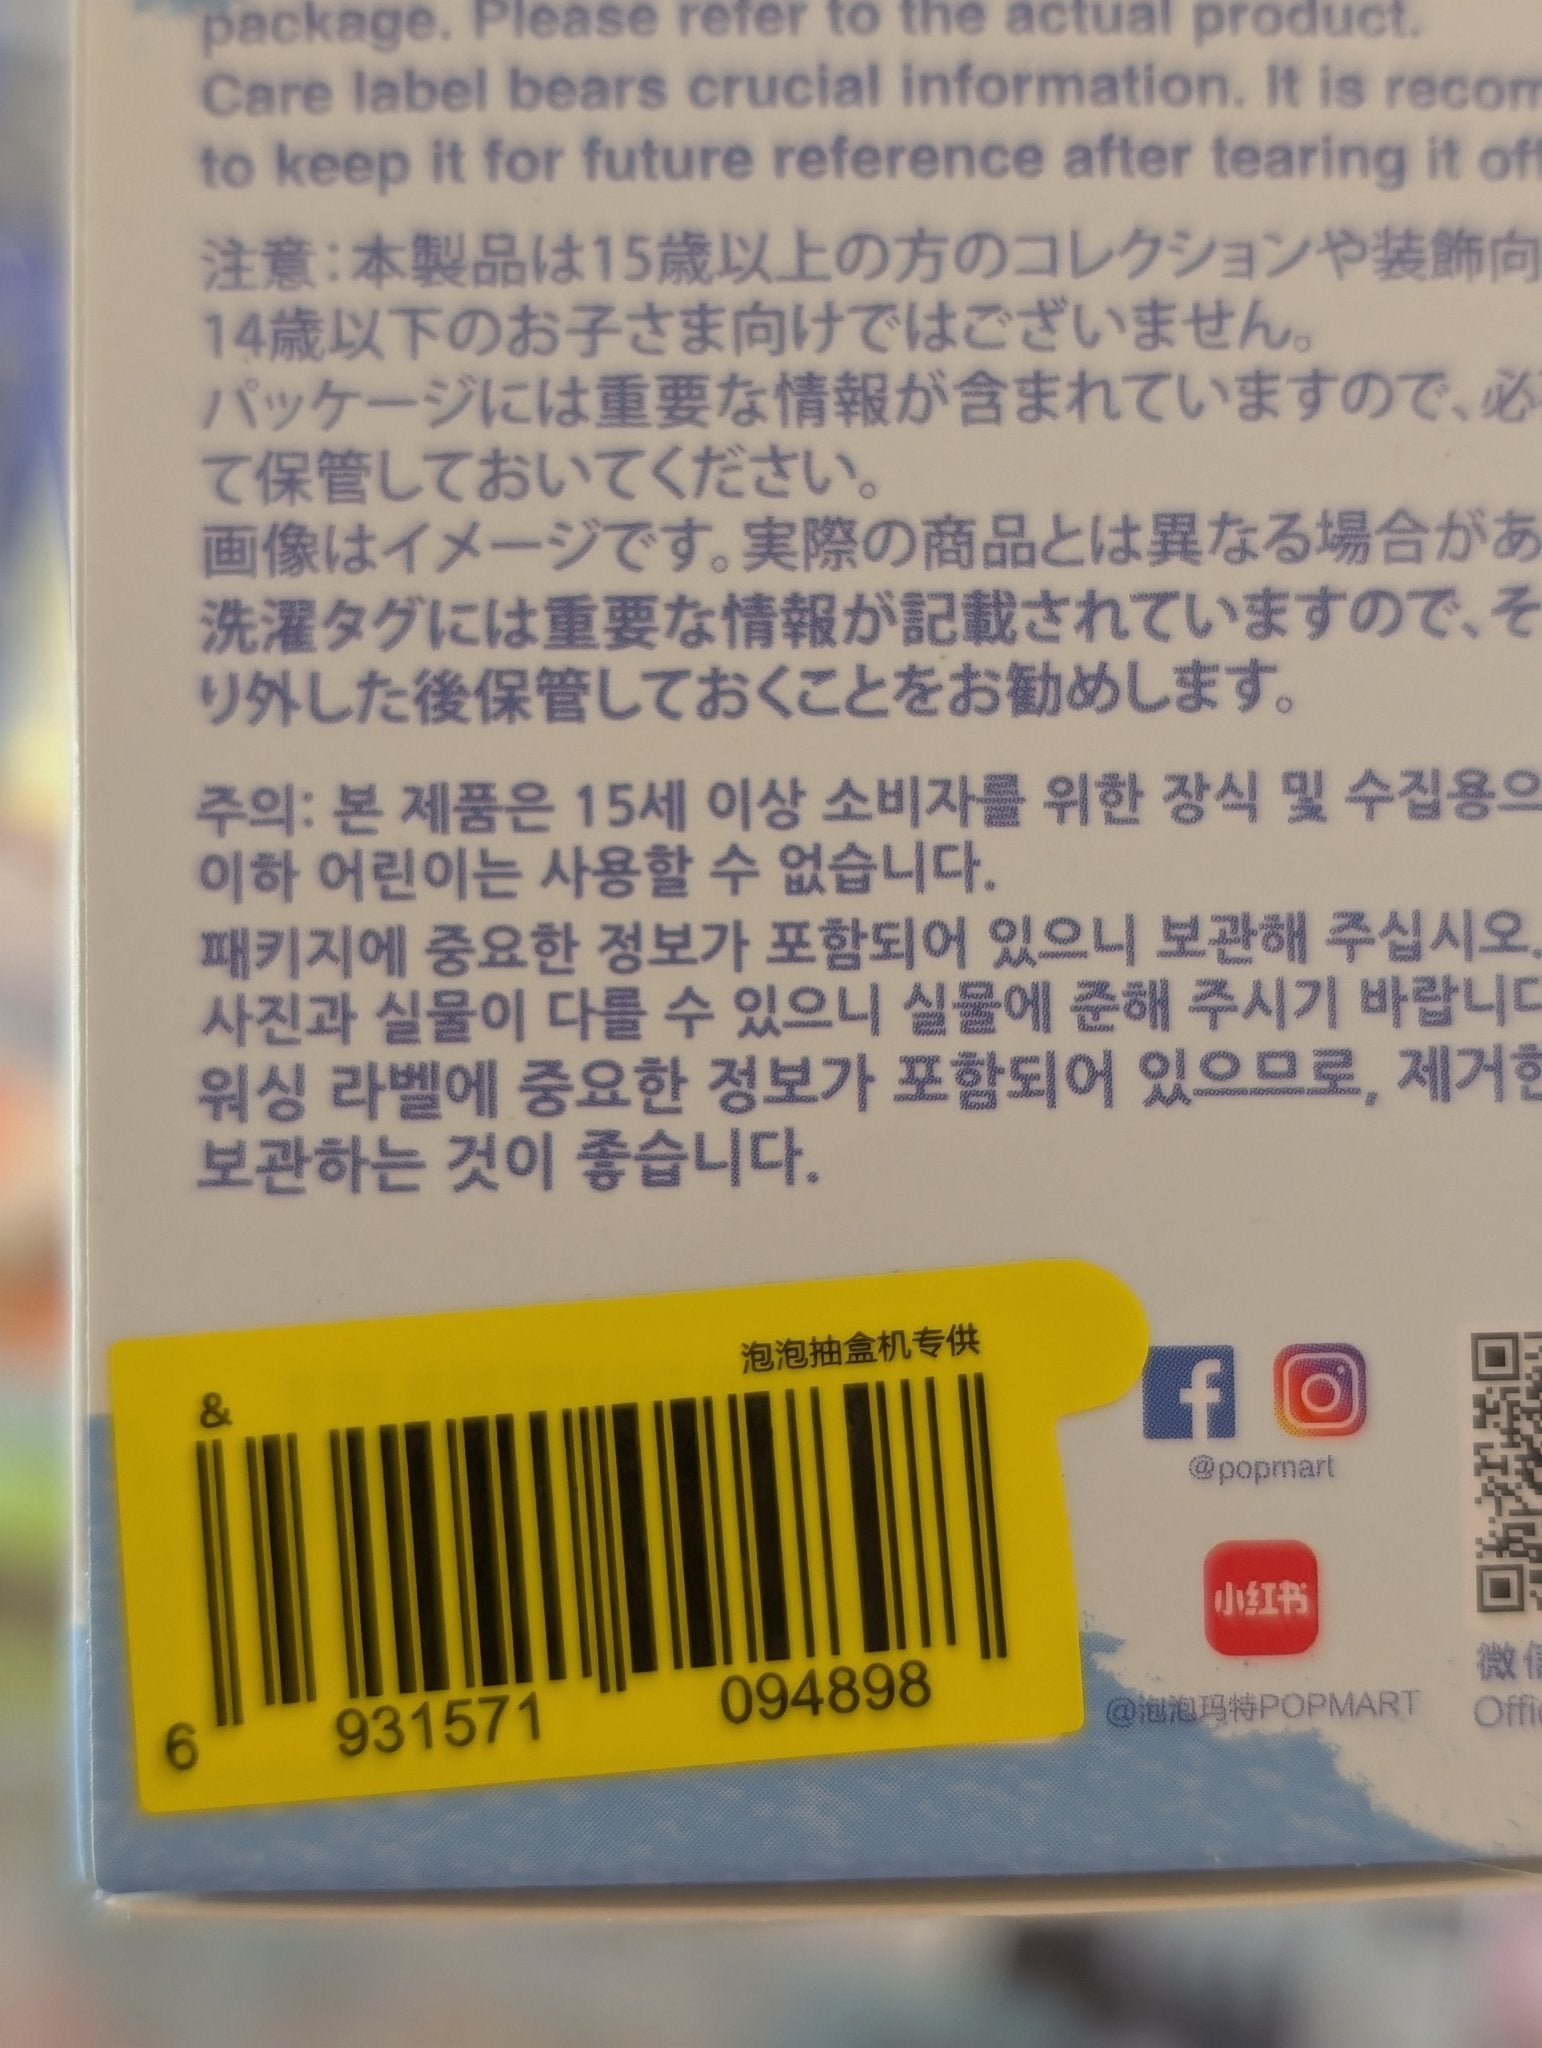 package. Please refer to the actual product.
Care label bears crucial information. It is recom
to keep it for future reference after tearing it off
注意：本製品は15歳以上の方のコレクションや装飾向
14歳以下のお子さま向けではございません。
パッケージには重要な情報が含まれていますので、必
て保管しておいてください。
画像はイメージです。実際の商品とは異なる場合があ
洗濯タグには重要な情報が記載されていますので、そ
り外した後保管しておくことをお勧めします。
주의: 본 제품은 15세 이상 소비자를 위한 장식 및 수집용으
이하 어린이는 사용할 수 없습니다.
패키지에 중요한 정보가 포함되어 있으니 보관해 주십시오.
사진과 실물이 다를 수 있으니 실물에 준해 주시기 바랍니다
워싱 라벨에 중요한 정보가 포함되어 있으므로, 제거한
보관하는 것이 좋습니다.
泡泡抽盒机专供
&
6 931571 094898
@popmart
小红书
@泡泡玛特POPMART
微信
Offic